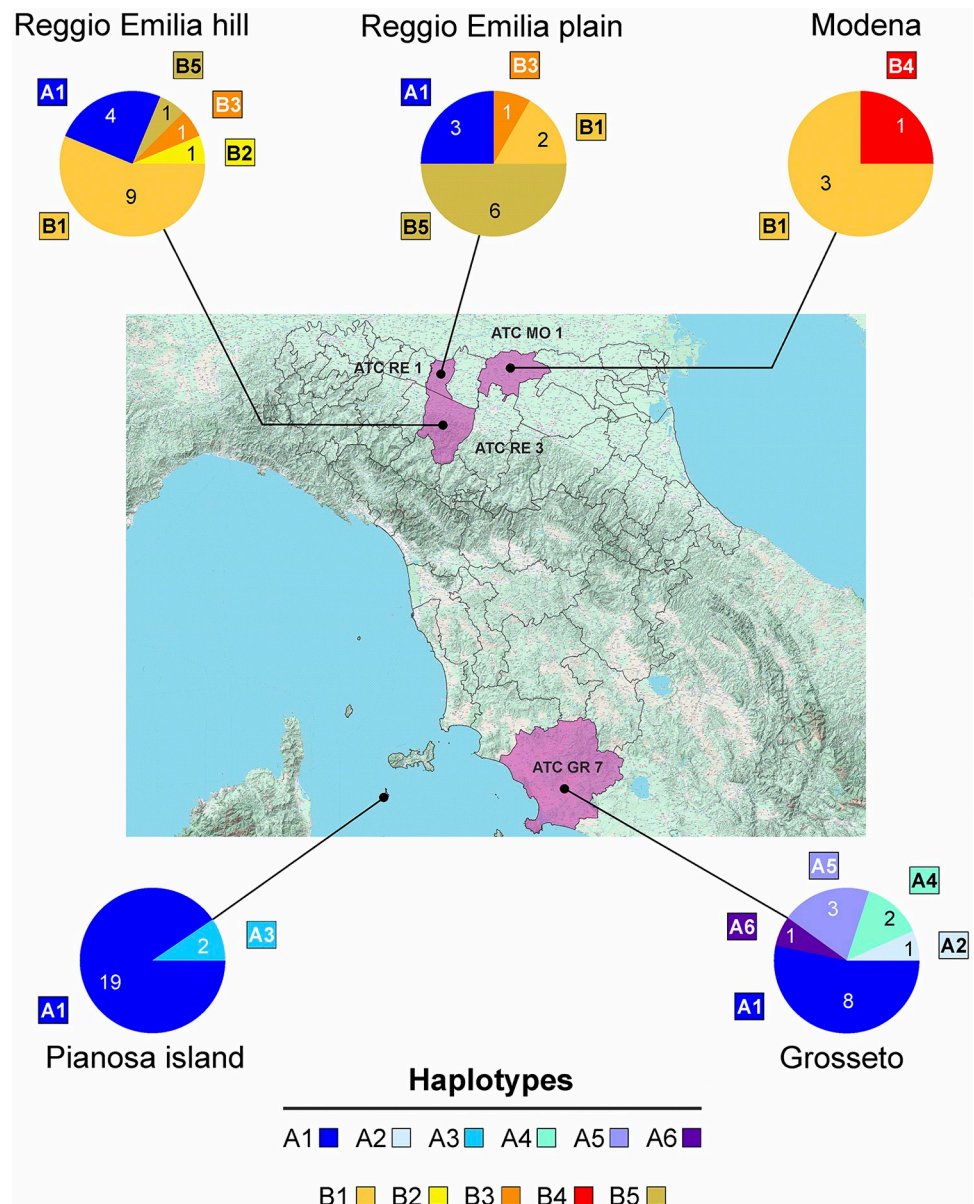 Reggio Emilia hill
Reggio Emilia plain
Modena
B5
A1
4
1
B3
1
B2
1
9
B1
B3
A1
1
3
B1
2
6
B5
B4
1
3
B1
ATC MO 1
ATC RE 1
ATC RE 3
ATC GR 7
A5
A4
3
2
A6
1
1
A2
A1
8
Grosseto
2
A3
19
A1
Pianosa island
Haplotypes
A1 A2 A3 A4 A5 A6
B1 B2 B3 B4 B5